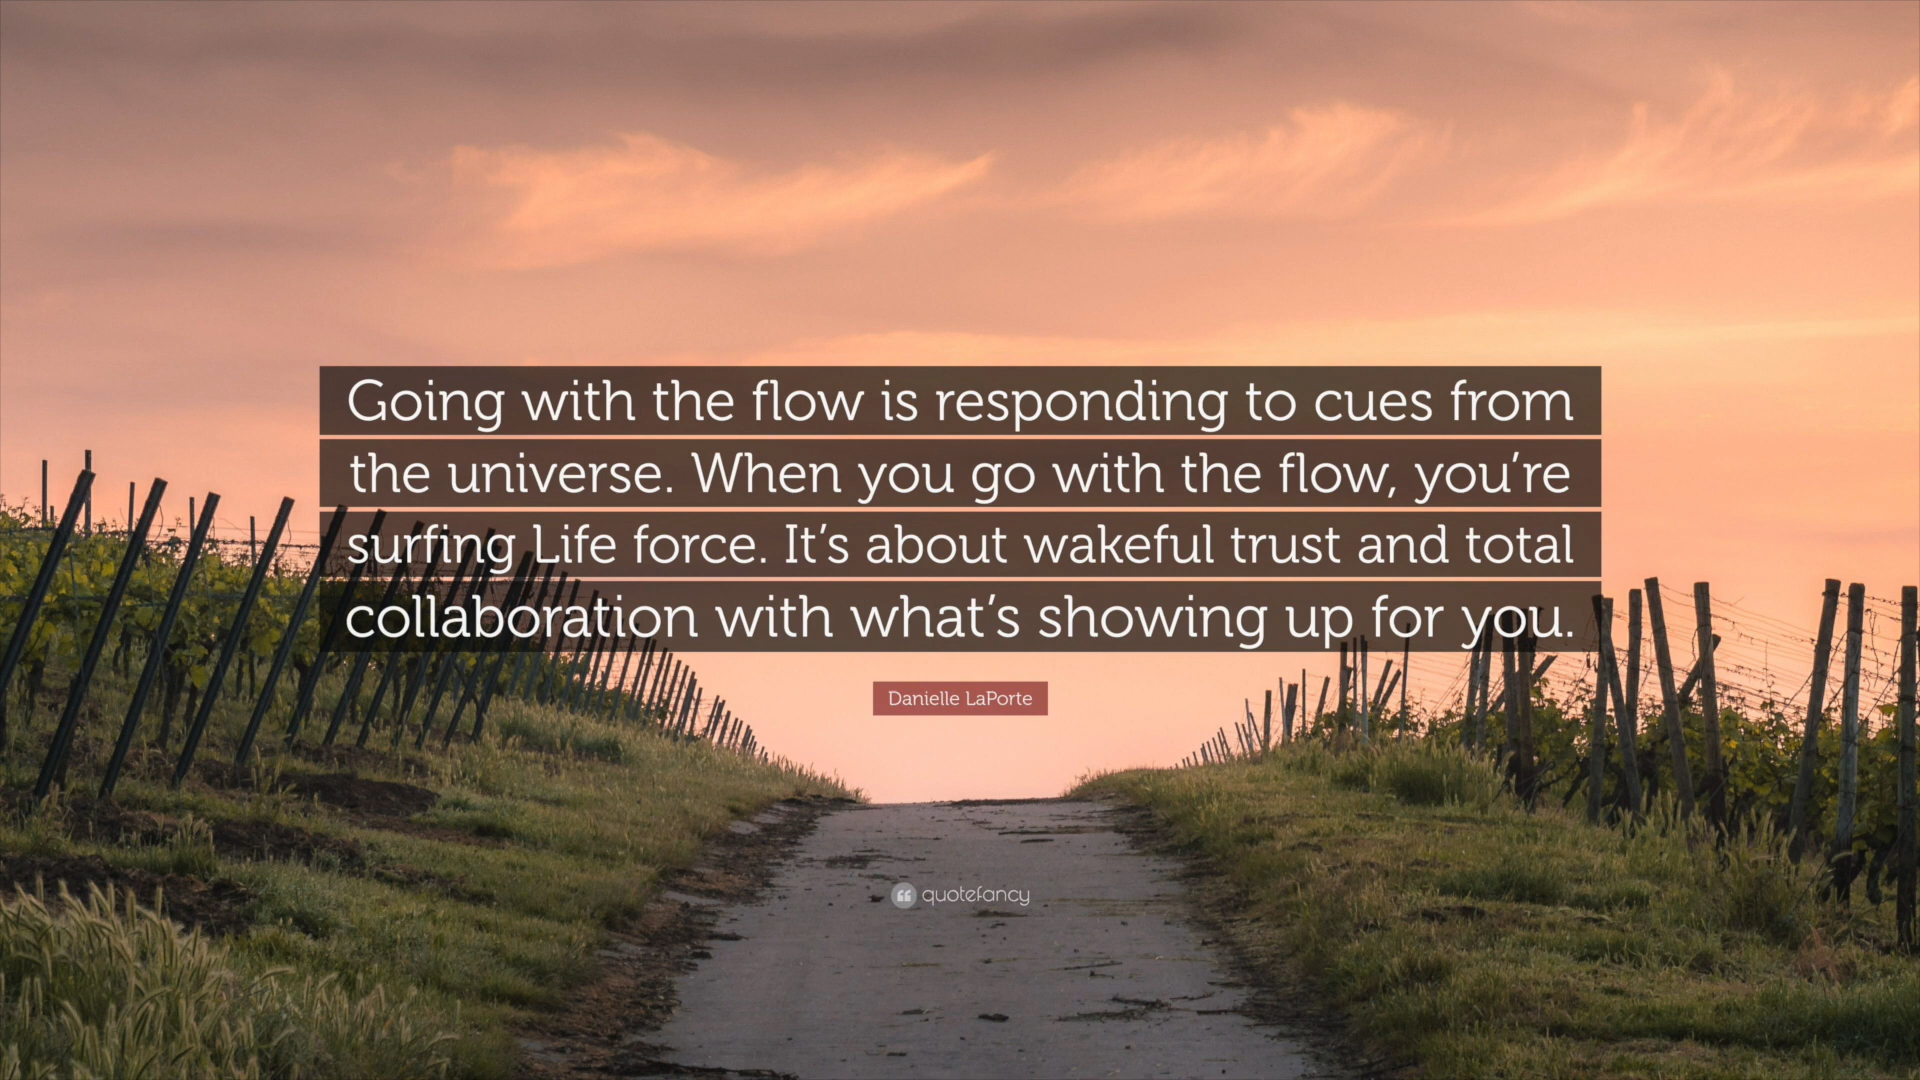 Going with the flow is responding to cues from
the universe. When you go with the flow, you’re
surfing Life force. It’s about wakeful trust and total
collaboration with what’s showing up for you.
Danielle LaPorte
quotefancy